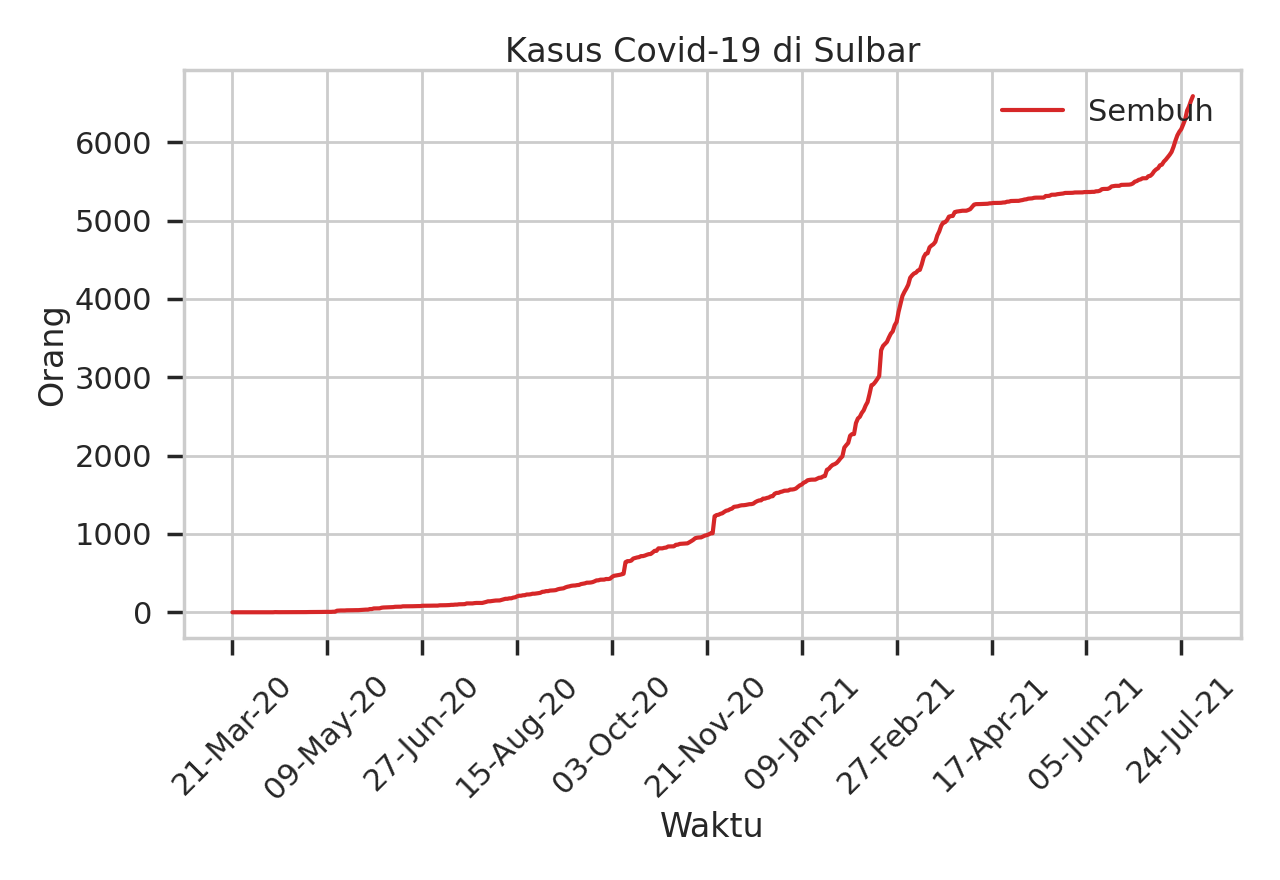 Kasus Covid-19 di Sulbar
Sembuh
Orang
6000
5000
4000
3000
2000
1000
0
21-Mar-20
09-May-20
27-Jun-20
15-Aug-20
03-Oct-20
21-Nov-20
09-Jan-21
27-Feb-21
17-Apr-21
05-Jun-21
24-Jul-21
Waktu